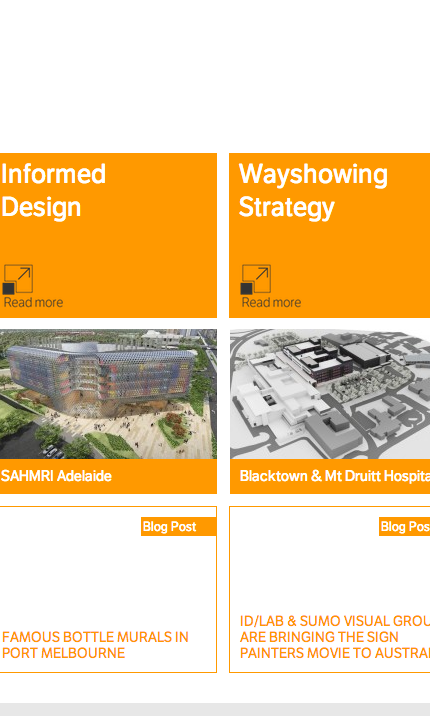 Informed
Design
Read more
Wayshowing
Strategy
Read more
SAHMRI Adelaide
Blacktown & Mt Druitt Hospita
Blog Post
FAMOUS BOTTLE MURALS IN
PORT MELBOURNE
Blog Pos
ID/LAB & SUMO VISUAL GROU
ARE BRINGING THE SIGN
PAINTERS MOVIE TO AUSTRAL